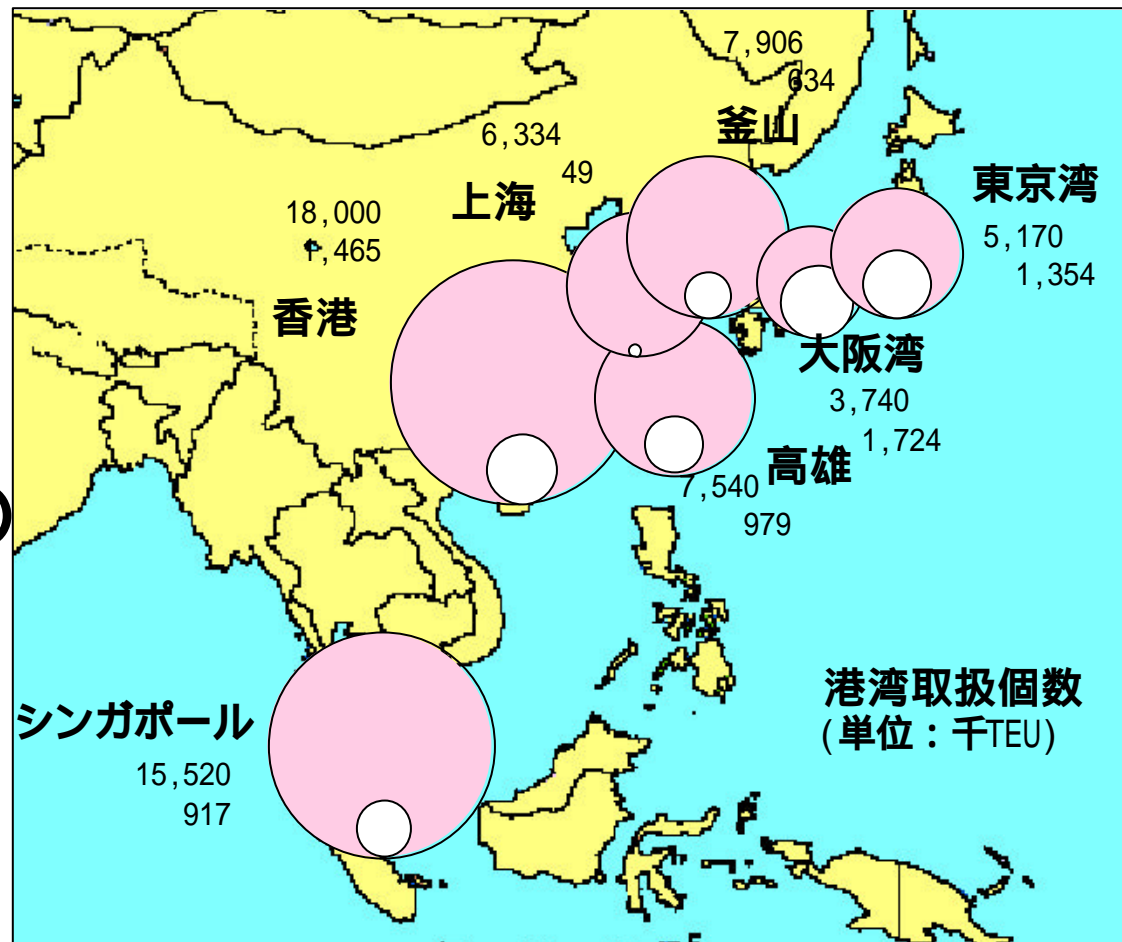 7,906
634
釜山
6,334
49
上海
18,000
1,465
香港
東京湾
5,170
1,354
大阪湾
3,740
1,724
高雄
7,540
979
シンガポール
15,520
917
港湾取扱個数
(単位：千TEU)